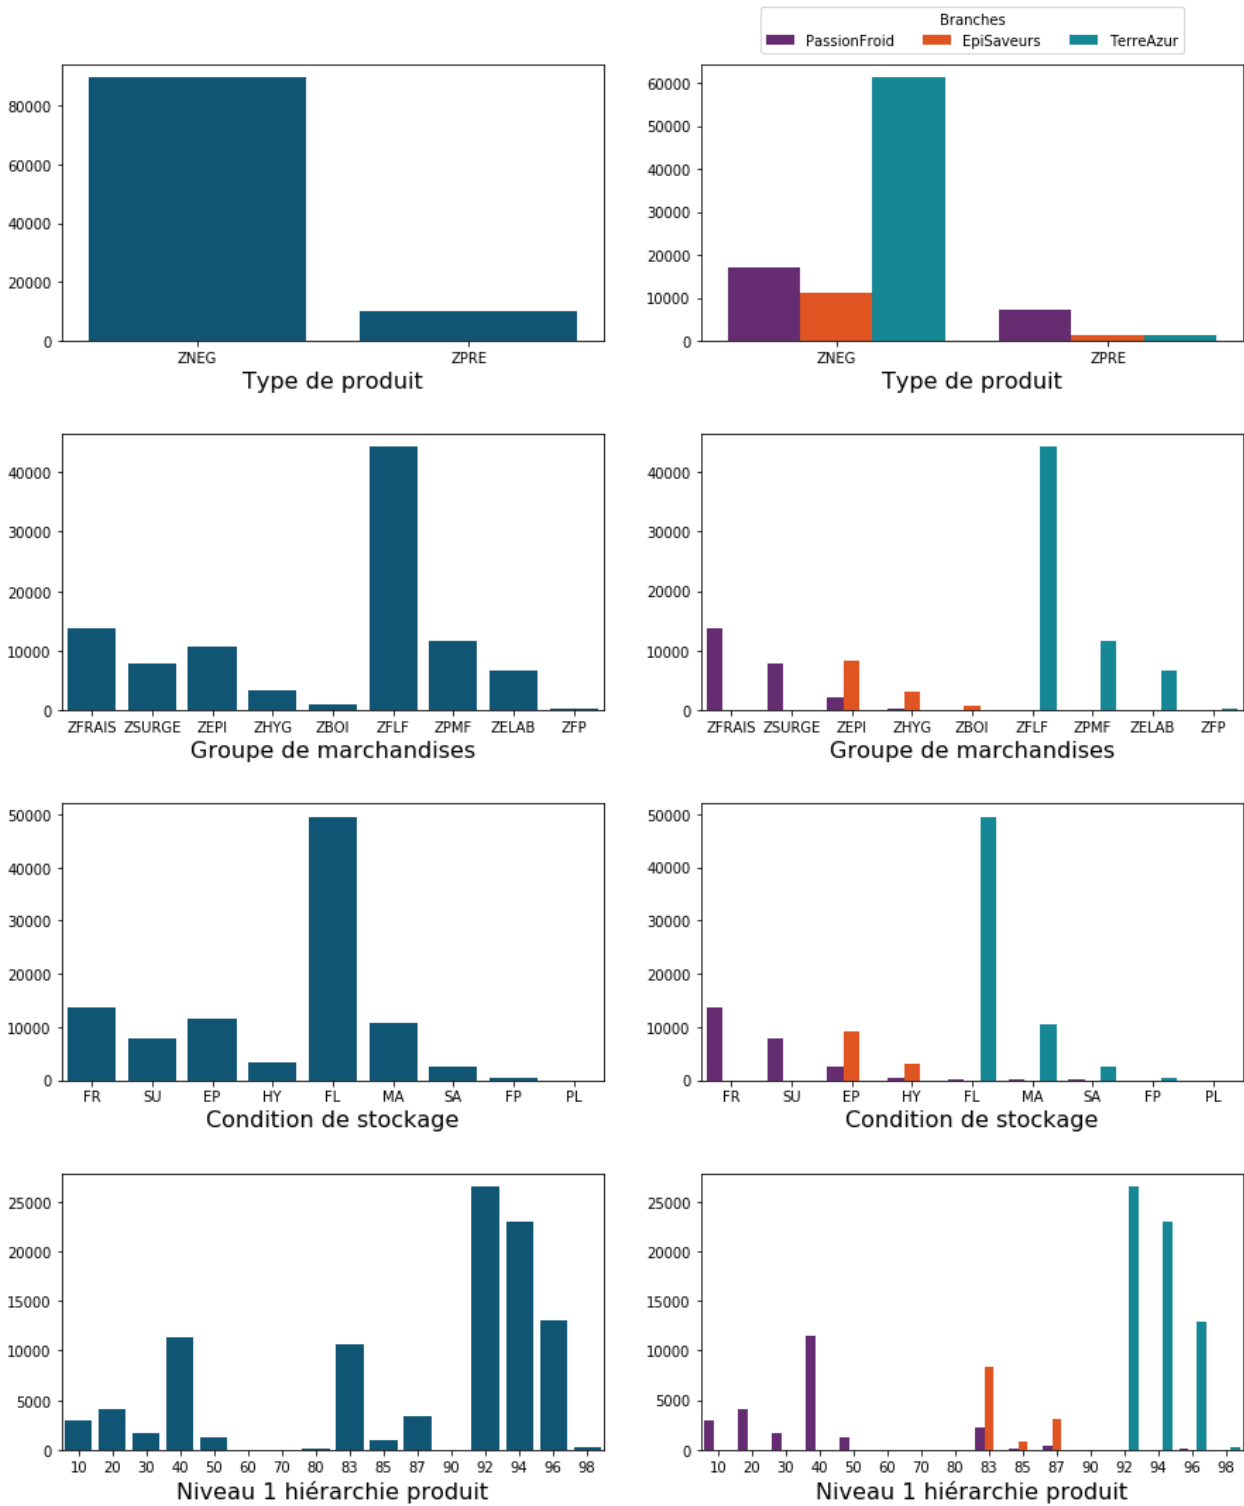 Branches
PassionFroid EpiSaveurs TerreAzur
80000
60000
40000
20000
0
ZNEG ZPRE
Type de produit
60000
50000
40000
30000
20000
10000
0
ZNEG ZPRE
Type de produit
40000
30000
20000
10000
0
ZFRAIS ZSURGE ZEPI ZHYG ZBOI ZFLF ZPMF ZELAB ZFP
Groupe de marchandises
40000
30000
20000
10000
0
ZFRAIS ZSURGE ZEPI ZHYG ZBOI ZFLF ZPMF ZELAB ZFP
Groupe de marchandises
50000
40000
30000
20000
10000
0
FR SU EP HY FL MA SA FP PL
Condition de stockage
50000
40000
30000
20000
10000
0
FR SU EP HY FL MA SA FP PL
Condition de stockage
25000
20000
15000
10000
5000
0
10 20 30 40 50 60 70 80 83 85 87 90 92 94 96 98
Niveau 1 hiérarchie produit
25000
20000
15000
10000
5000
0
10 20 30 40 50 60 70 80 83 85 87 90 92 94 96 98
Niveau 1 hiérarchie produit